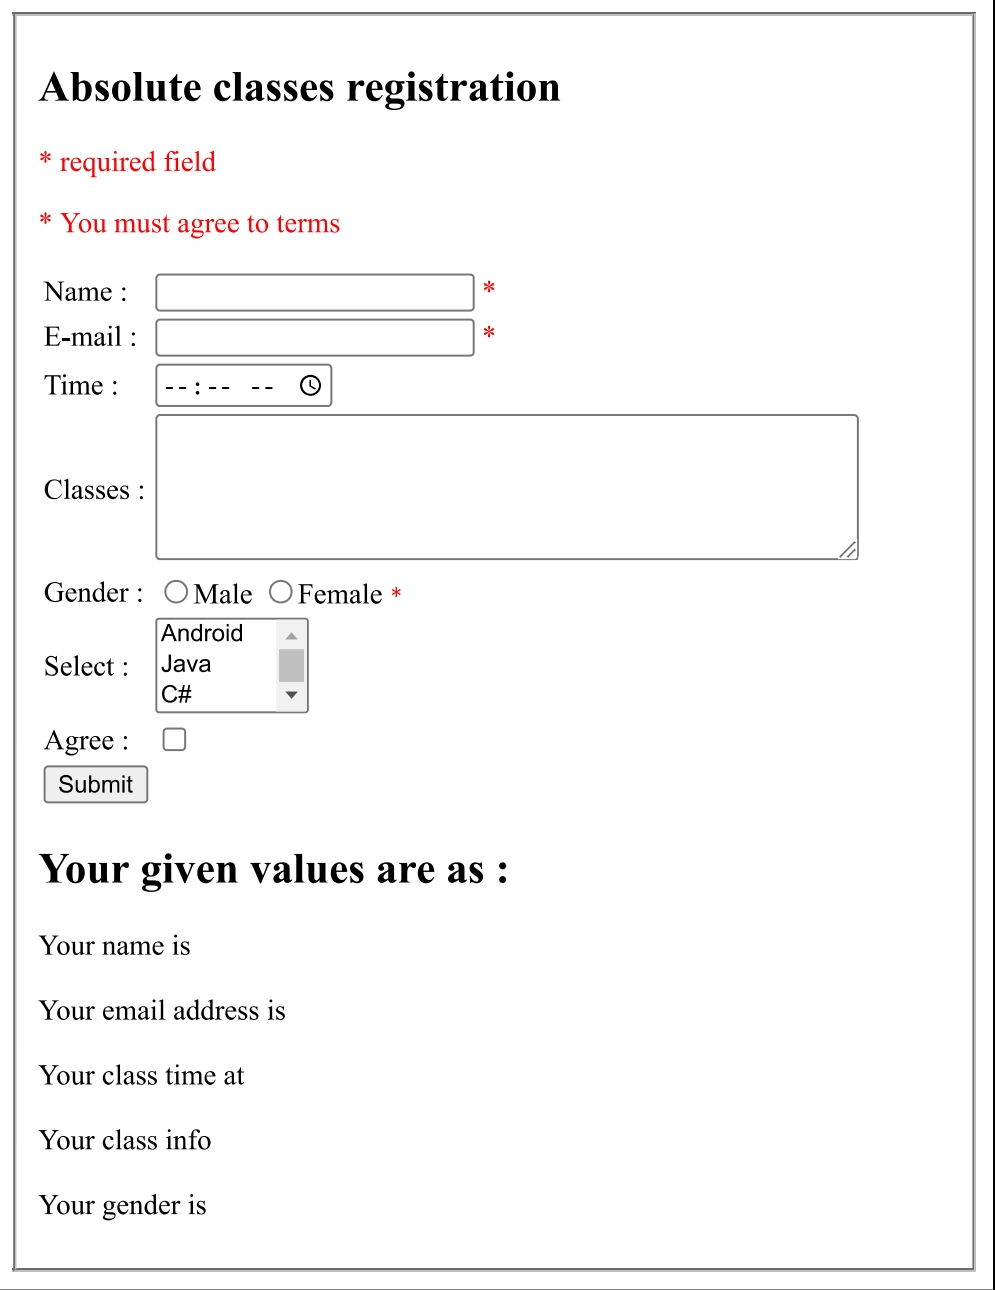 Absolute classes registration
* required field
* You must agree to terms
Name : *
E-mail : *
Time : --:-- --
Classes :
Gender : Male Female *
Select : Android
Java
C#
Agree :
Submit
Your given values are as :
Your name is
Your email address is
Your class time at
Your class info
Your gender is